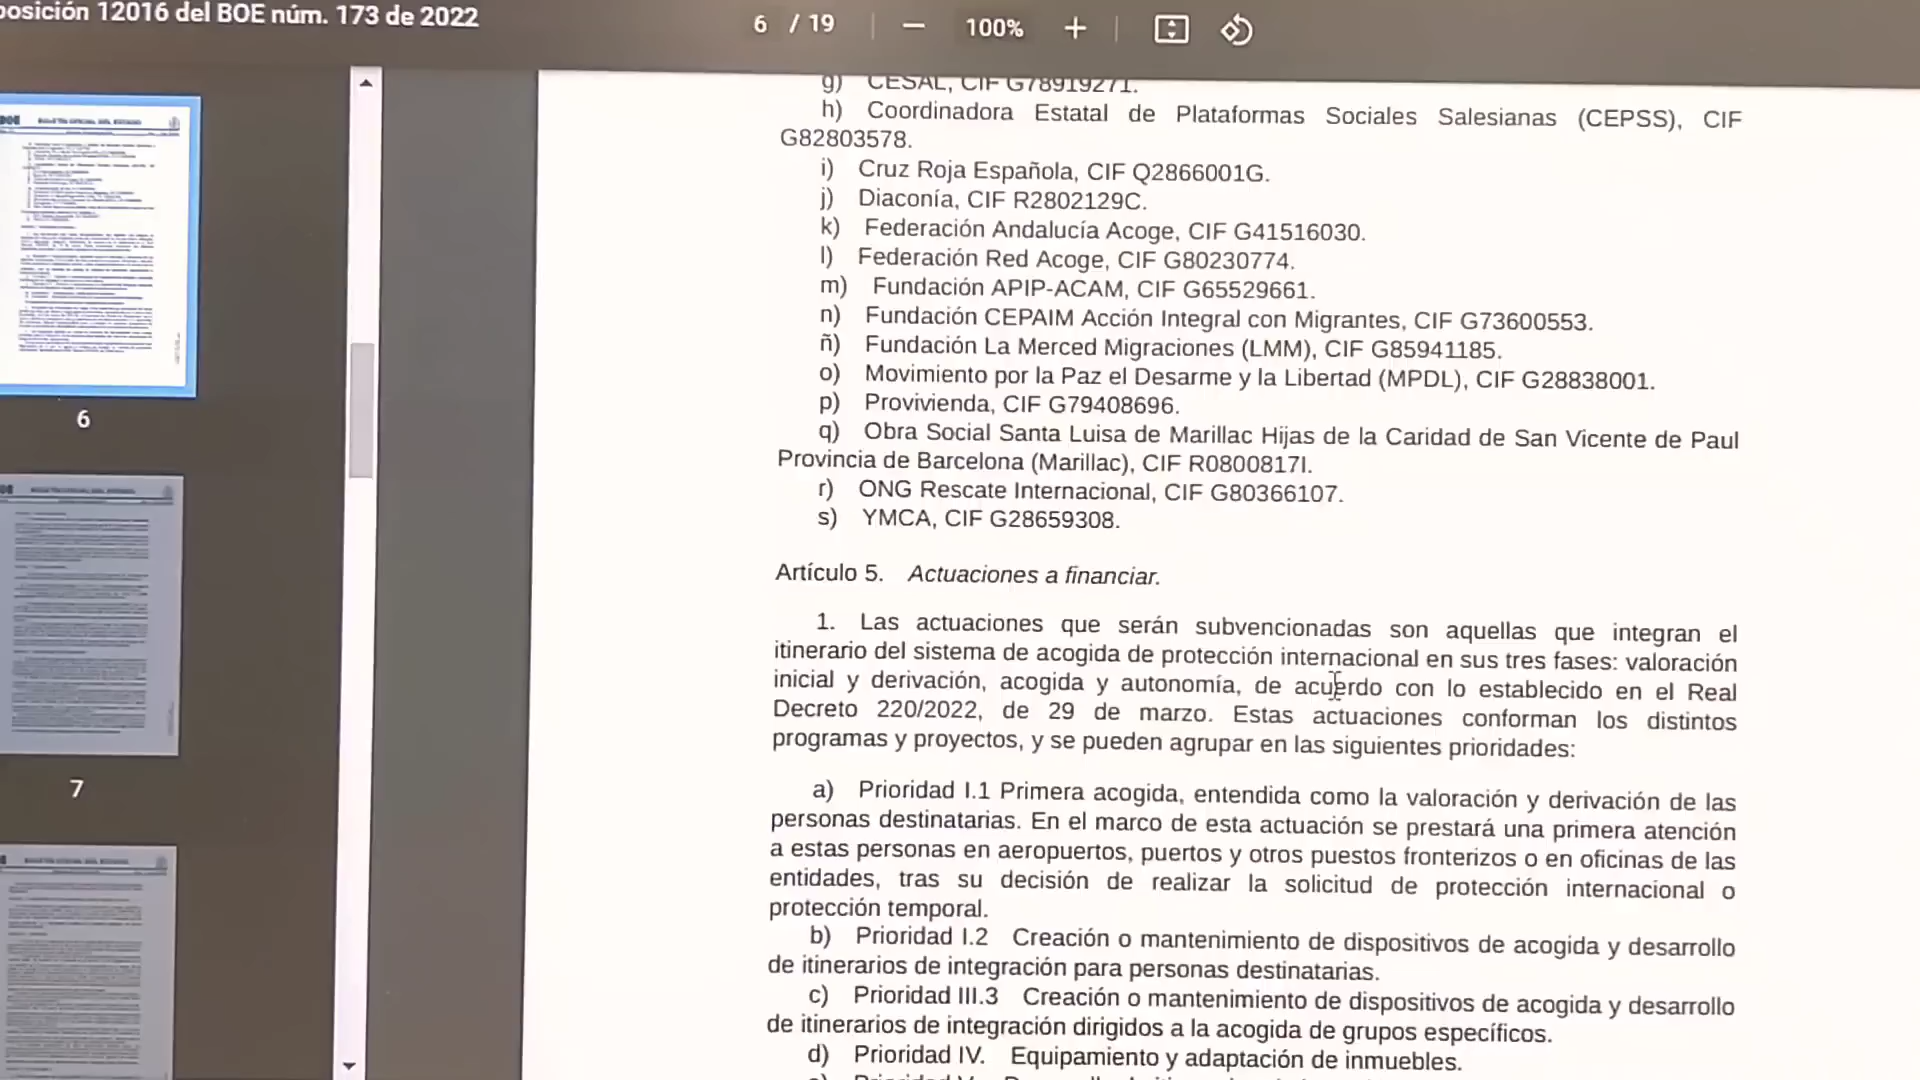 posición 12016 del BOE núm. 173 de 2022
6 / 19
100%
g) CESAL, CIF G78919271.
h) Coordinadora Estatal de Plataformas Sociales Salesianas (CEPSS), CIF
G82803578.
i) Cruz Roja Española, CIF Q2866001G.
j) Diaconía, CIF R2802129C.
k) Federación Andalucía Acoge, CIF G41516030.
l) Federación Red Acoge, CIF G80230774.
m) Fundación APIP-ACAM, CIF G65529661.
n) Fundación CEPAIM Acción Integral con Migrantes, CIF G73600553.
ñ) Fundación La Merced Migraciones (LMM), CIF G85941185.
o) Movimiento por la Paz el Desarme y la Libertad (MPDL), CIF G28838001.
p) Provivienda, CIF G79408696.
q) Obra Social Santa Luisa de Marillac Hijas de la Caridad de San Vicente de Paul
Provincia de Barcelona (Marillac), CIF R0800817I.
r) ONG Rescate Internacional, CIF G80366107.
s) YMCA, CIF G28659308.
Artículo 5. Actuaciones a financiar.
1. Las actuaciones que serán subvencionadas son aquellas que integran el
itinerario del sistema de acogida de protección internacional en sus tres fases: valoración
inicial y derivación, acogida y autonomía, de acuerdo con lo establecido en el Real
Decreto 220/2022, de 29 de marzo. Estas actuaciones conforman los distintos
programas y proyectos, y se pueden agrupar en las siguientes prioridades:
a) Prioridad I.1 Primera acogida, entendida como la valoración y derivación de las
personas destinatarias. En el marco de esta actuación se prestará una primera atención
a estas personas en aeropuertos, puertos y otros puestos fronterizos o en oficinas de las
entidades, tras su decisión de realizar la solicitud de protección internacional o
protección temporal.
b) Prioridad I.2 Creación o mantenimiento de dispositivos de acogida y desarrollo
de itinerarios de integración para personas destinatarias.
c) Prioridad III.3 Creación o mantenimiento de dispositivos de acogida y desarrollo
de itinerarios de integración dirigidos a la acogida de grupos específicos.
d) Prioridad IV. Equipamiento y adaptación de inmuebles.
6
7